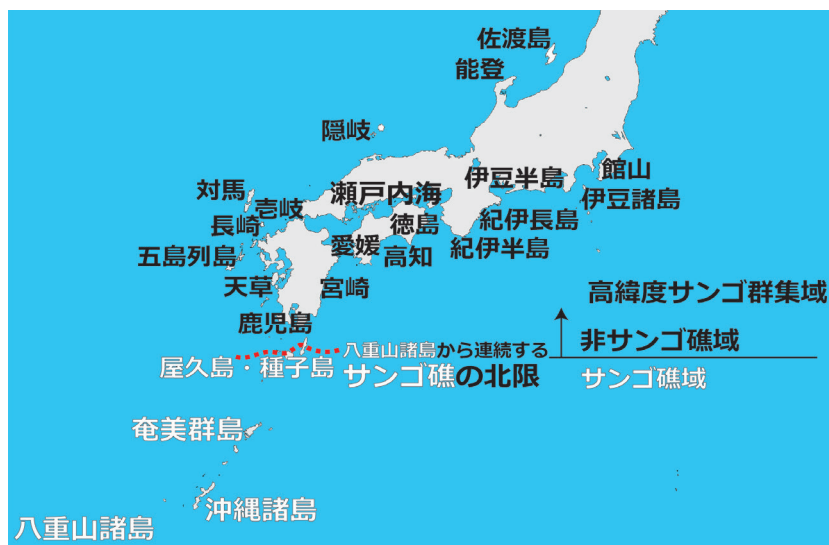 佐渡島
能登
隠岐
対馬
壱岐
長崎
五島列島
天草
鹿児島
宮崎
瀬戸内海
愛媛
徳島
高知
伊豆半島
紀伊長島
紀伊半島
館山
伊豆諸島
高緯度サンゴ群集域
非サンゴ礁域
サンゴ礁域
八重山諸島から連続する
サンゴ礁の北限
屋久島・種子島
奄美群島
沖縄諸島
八重山諸島